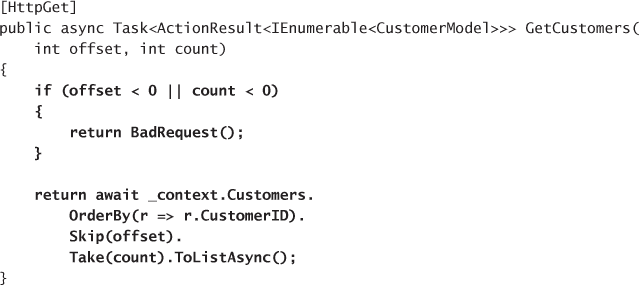 [HttpGet]
public async Task<ActionResult<IEnumerable<CustomerModel>>> GetCustomers(
    int offset, int count)
{
    if (offset < 0 || count < 0)
    {
        return BadRequest();
    }

    return await _context.Customers.
        OrderBy(r => r.CustomerID).
        Skip(offset).
        Take(count).ToListAsync();
}